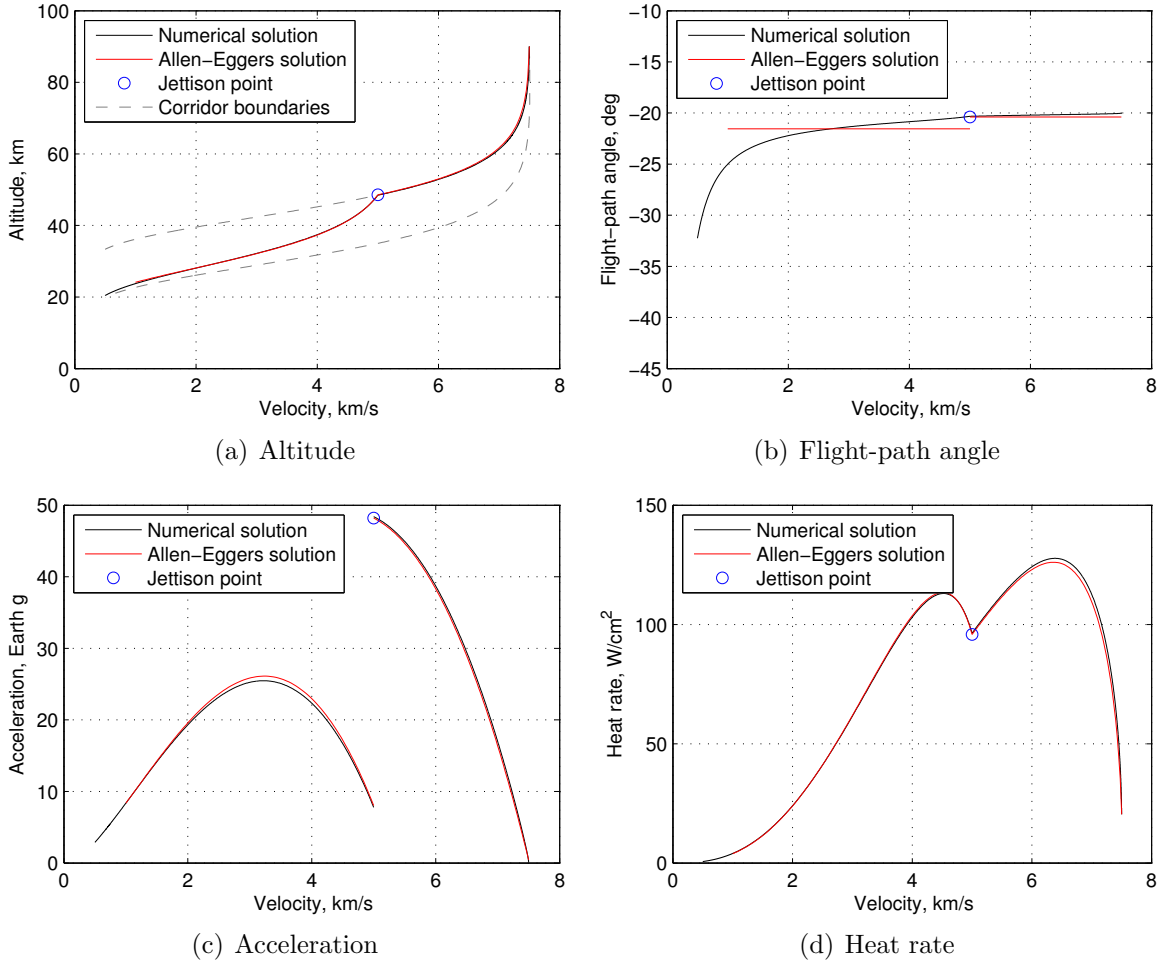 100
80
60
40
20
0
0
2
4
6
8
Altitude, km
Velocity, km/s
Numerical solution
Allen−Eggers solution
Jettison point
Corridor boundaries
(a) Altitude
−10
−15
−20
−25
−30
−35
−40
−45
0
2
4
6
8
Flight−path angle, deg
Velocity, km/s
Numerical solution
Allen−Eggers solution
Jettison point
(b) Flight-path angle
50
40
30
20
10
0
0
2
4
6
8
Acceleration, Earth g
Velocity, km/s
Numerical solution
Allen−Eggers solution
Jettison point
(c) Acceleration
150
100
50
0
0
2
4
6
8
Heat rate, W/cm²
Velocity, km/s
Numerical solution
Allen−Eggers solution
Jettison point
(d) Heat rate